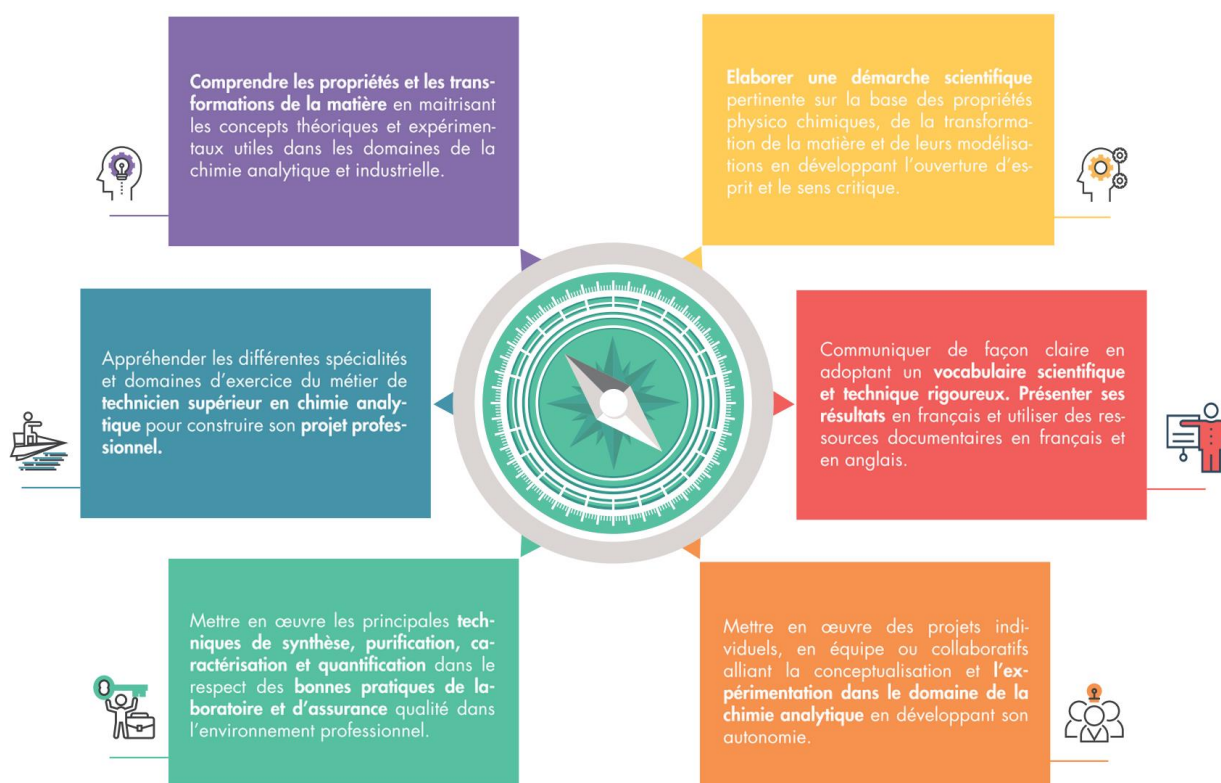 Comprendre les propriétés et les trans-
formations de la matière en maitrisant
les concepts théoriques et expérimen-
taux utiles dans les domaines de la
chimie analytique et industrielle.
Elaborer une démarche scientifique
pertinente sur la base des propriétés
physico chimiques, de la transforma-
tion de la matière et de leurs modélisa-
tions en développant l'ouverture d'es-
prit et le sens critique.
Appréhender les différentes spécialités
et domaines d'exercice du métier de
technicien supérieur en chimie analy-
tique pour construire son projet profes-
sionnel.
Communiquer de façon claire en
adoptant un vocabulaire scientifique
et technique rigoureux. Présenter ses
résultats en français et utiliser des res-
sources documentaires en français et
en anglais.
Mettre en œuvre les principales tech-
niques de synthèse, purification, ca-
ractérisation et quantification dans le
respect des bonnes pratiques de la-
boratoire et d'assurance qualité dans
l'environnement professionnel.
Mettre en œuvre des projets indi-
viduels, en équipe ou collaboratifs
alliant la conceptualisation et l'ex-
périmentation dans le domaine de la
chimie analytique en développant son
autonomie.